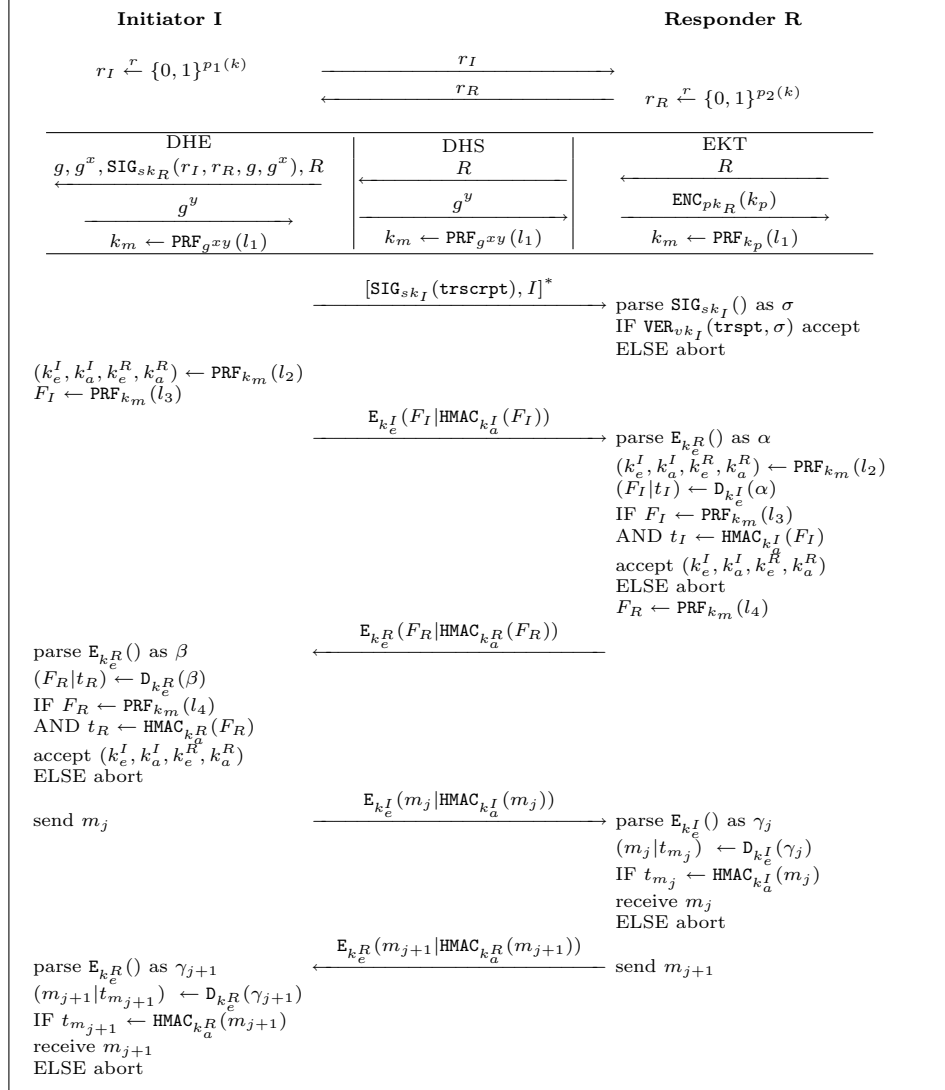 Initiator I Responder R
r_I ←^r {0, 1}^{p_1(k)} r_I
r_R r_R ←^r {0, 1}^{p_2(k)}
DHE DHS EKT
g, g^x, SIG_{sk_R}(r_I, r_R, g, g^x), R R R
g^y g^y ENC_{pk_R}(k_p)
k_m ← PRF_{g^{xy}}(l_1) k_m ← PRF_{g^{xy}}(l_1) k_m ← PRF_{k_p}(l_1)
[SIG_{sk_I}(trscrpt), I]^* parse SIG_{sk_I}() as σ
IF VER_{vk_I}(trspt, σ) accept
ELSE abort
(k_e^I, k_a^I, k_e^R, k_a^R) ← PRF_{k_m}(l_2)
F_I ← PRF_{k_m}(l_3)
E_{k_e^I}(F_I|HMAC_{k_a^I}(F_I)) parse E_{k_e^R}() as α
(k_e^I, k_a^I, k_e^R, k_a^R) ← PRF_{k_m}(l_2)
(F_I|t_I) ← D_{k_e^I}(α)
IF F_I ← PRF_{k_m}(l_3)
AND t_I ← HMAC_{k_a^I}(F_I)
accept (k_e^I, k_a^I, k_e^R, k_a^R)
ELSE abort
F_R ← PRF_{k_m}(l_4)
E_{k_e^R}(F_R|HMAC_{k_a^R}(F_R))
parse E_{k_e^R}() as β
(F_R|t_R) ← D_{k_e^R}(β)
IF F_R ← PRF_{k_m}(l_4)
AND t_R ← HMAC_{k_a^R}(F_R)
accept (k_e^I, k_a^I, k_e^R, k_a^R)
ELSE abort
send m_j E_{k_e^I}(m_j|HMAC_{k_a^I}(m_j)) parse E_{k_e^I}() as γ_j
(m_j|t_{m_j}) ← D_{k_e^I}(γ_j)
IF t_{m_j} ← HMAC_{k_a^I}(m_j)
receive m_j
ELSE abort
E_{k_e^R}(m_{j+1}|HMAC_{k_a^R}(m_{j+1}))
parse E_{k_e^R}() as γ_{j+1} send m_{j+1}
(m_{j+1}|t_{m_{j+1}}) ← D_{k_e^R}(γ_{j+1})
IF t_{m_{j+1}} ← HMAC_{k_a^R}(m_{j+1})
receive m_{j+1}
ELSE abort